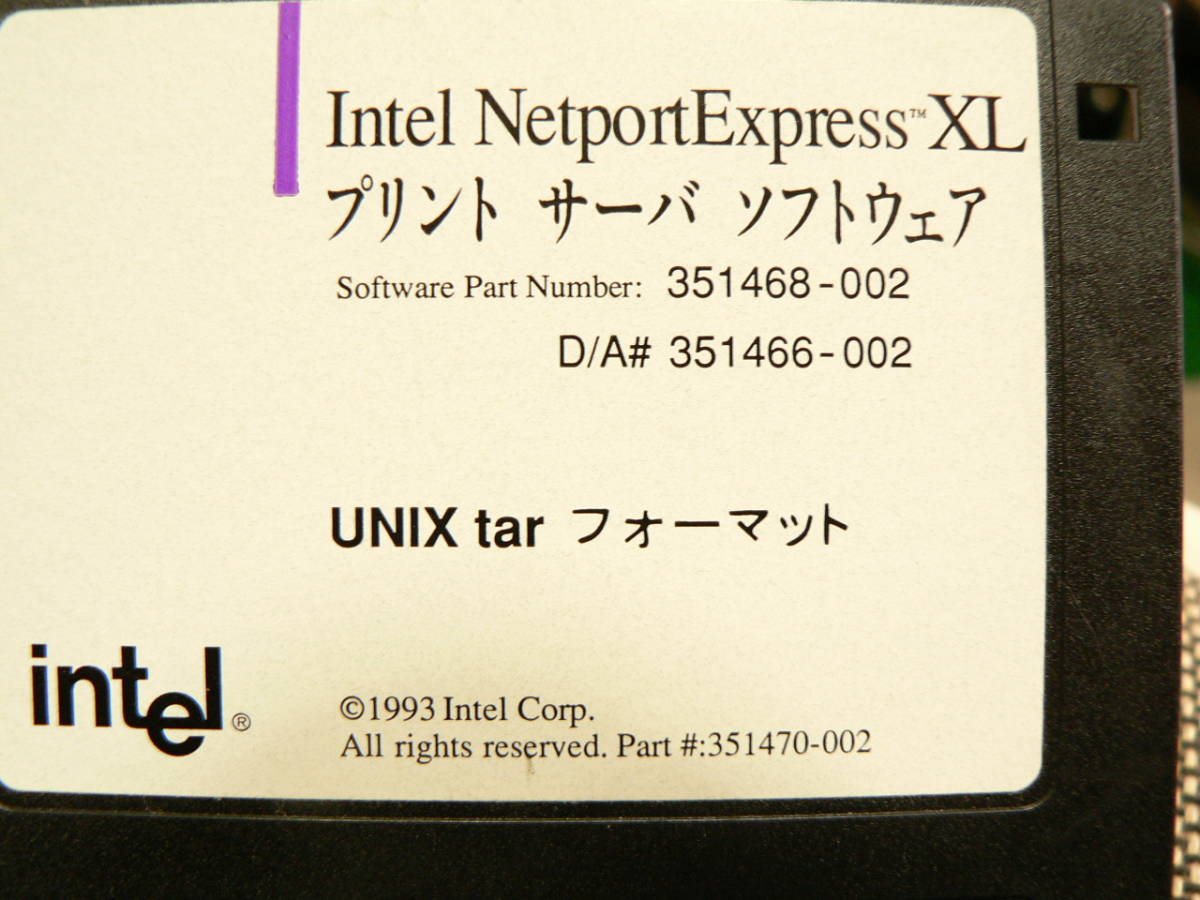 Intel NetportExpress™ XL
プリント サーバ ソフトウェア
Software Part Number: 351468-002
D/A# 351466-002
UNIX tar フォーマット
intel®
©1993 Intel Corp.
All rights reserved. Part #:351470-002